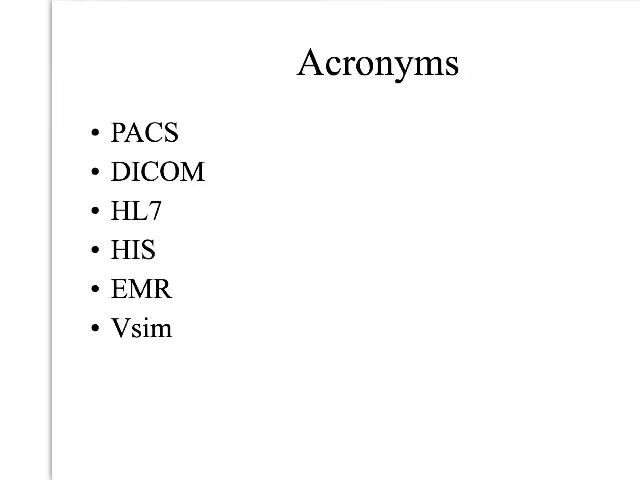 Acronyms
• PACS
• DICOM
• HL7
• HIS
• EMR
• Vsim